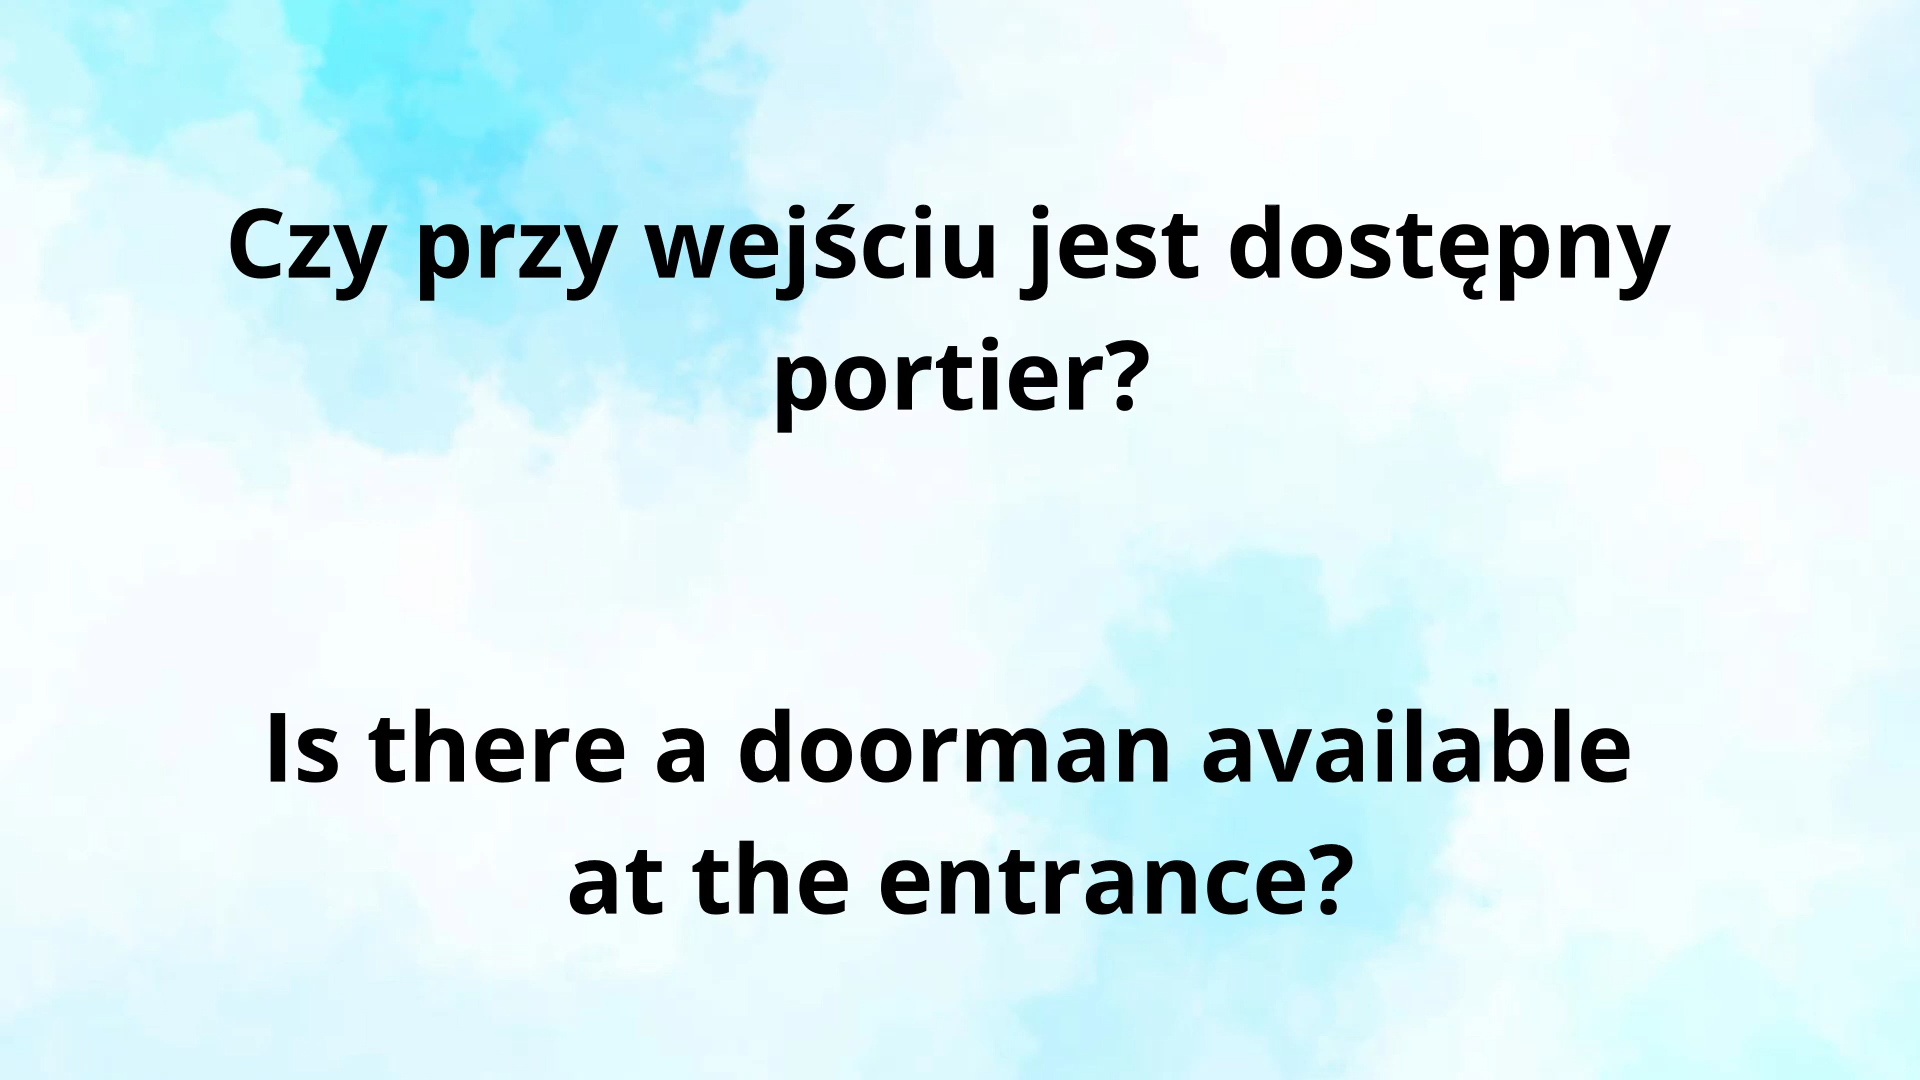 Czy przy wejściu jest dostępny
portier?
Is there a doorman available
at the entrance?